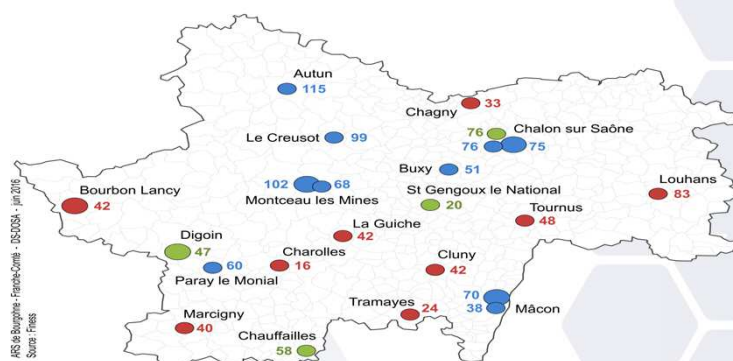 Autun
115
Chagny
33
Le Creusot
99
76
Chalon sur Saône
76
75
Buxy
51
Bourbon Lancy
42
102
68
Montceau les Mines
St Gengoux le National
20
Louhans
83
Tournus
48
La Guiche
42
Digoin
47
Charolles
16
Cluny
42
60
Paray le Monial
70
38
Mâcon
Tramayes
24
Marcigny
40
Chauffailles
58
ARS de Bourgogne - Franche-Comté - DS-DOSA - juin 2016
Source : Finess